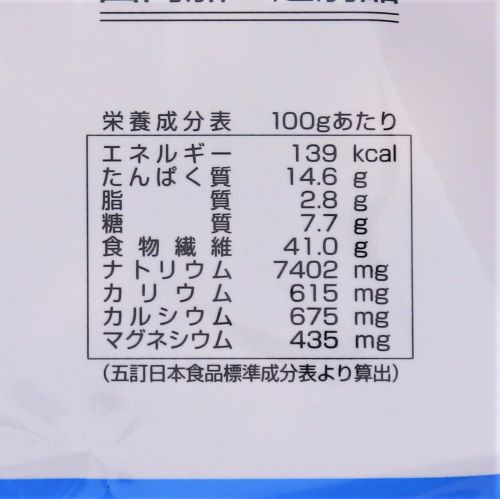 栄養成分表 100gあたり
エネルギー 139 kcal
たんぱく質 14.6 g
脂質 2.8 g
糖質 7.7 g
食物繊維 41.0 g
ナトリウム 7402 mg
カリウム 615 mg
カルシウム 675 mg
マグネシウム 435 mg
(五訂日本食品標準成分表より算出)